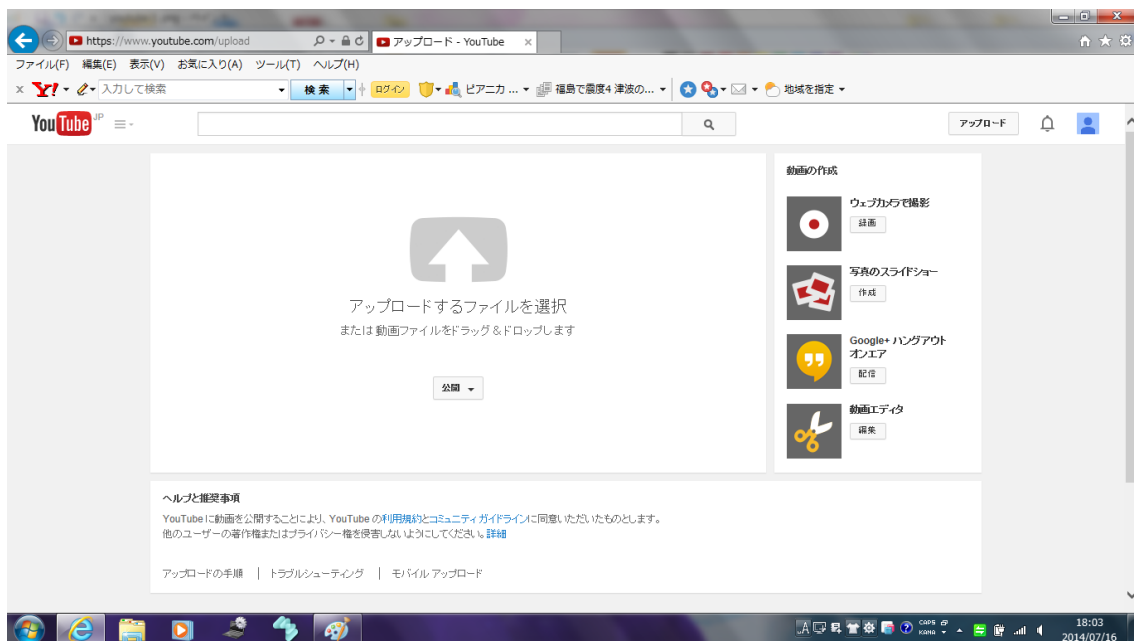 https://www.youtube.com/upload
アップロード - YouTube
ファイル(F) 編集(E) 表示(V) お気に入り(A) ツール(T) ヘルプ(H)
Y! 入力して検索 検索 ログイン ピアニカ ... 福島で震度4 津波の... 地域を指定
YouTube JP アップロード
動画の作成
ウェブカメラで撮影
録画
写真のスライドショー
作成
Google+ ハングアウト
オンエア
配信
動画エディタ
編集
アップロードするファイルを選択
または動画ファイルをドラッグ&ドロップします
公開
ヘルプと推奨事項
YouTube に動画を公開することにより、YouTube の利用規約とコミュニティ ガイドラインに同意いただいたものとします。
他のユーザーの著作権またはプライバシー権を侵害しないようにしてください。詳細
アップロードの手順 | トラブルシューティング | モバイル アップロード
A CAPS KANA 18:03
2014/07/16